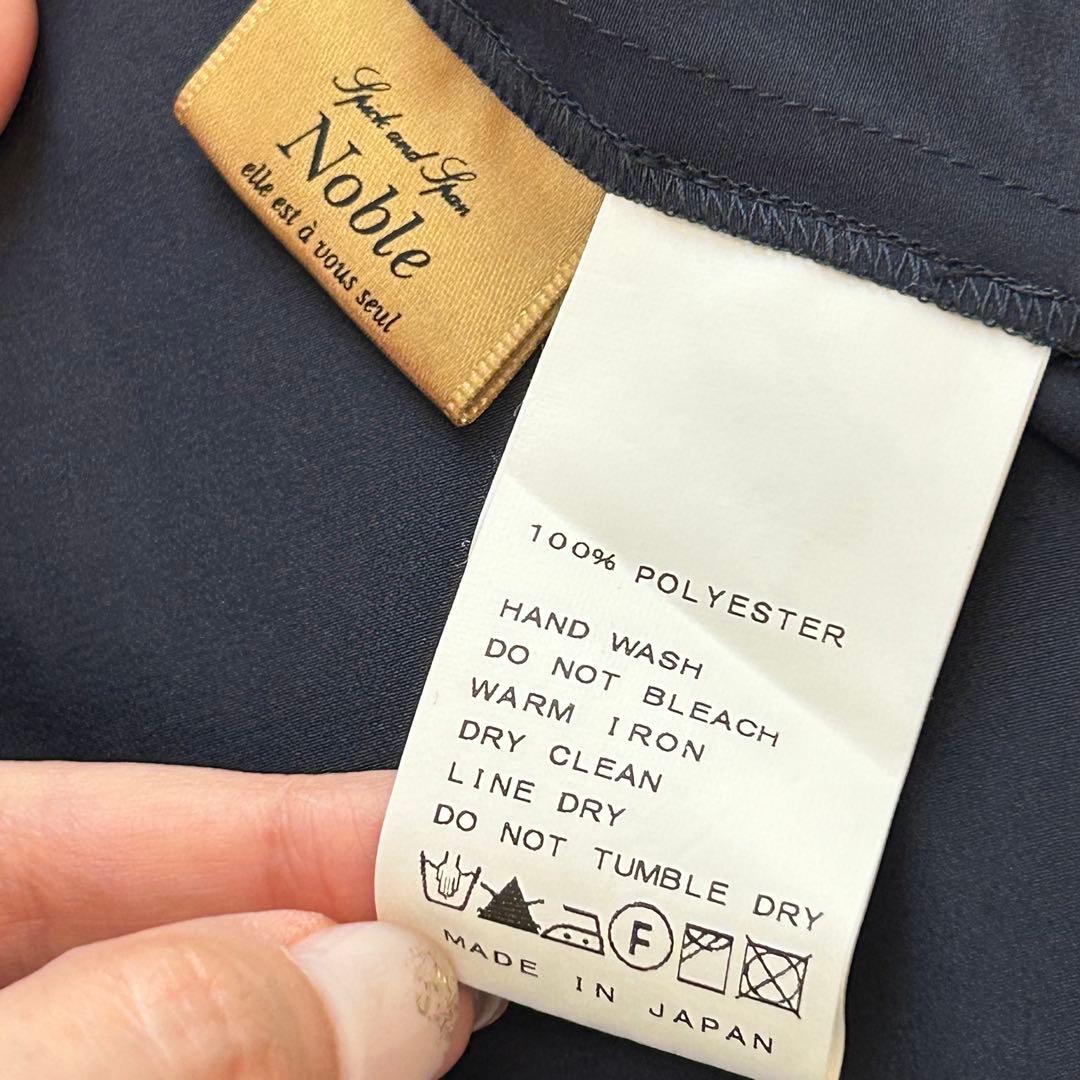 Spick and Span
Noble
elle est à vous seul
100% POLYESTER
HAND WASH
DO NOT BLEACH
WARM IRON
DRY CLEAN
LINE DRY
DO NOT TUMBLE DRY
F
MADE IN JAPAN